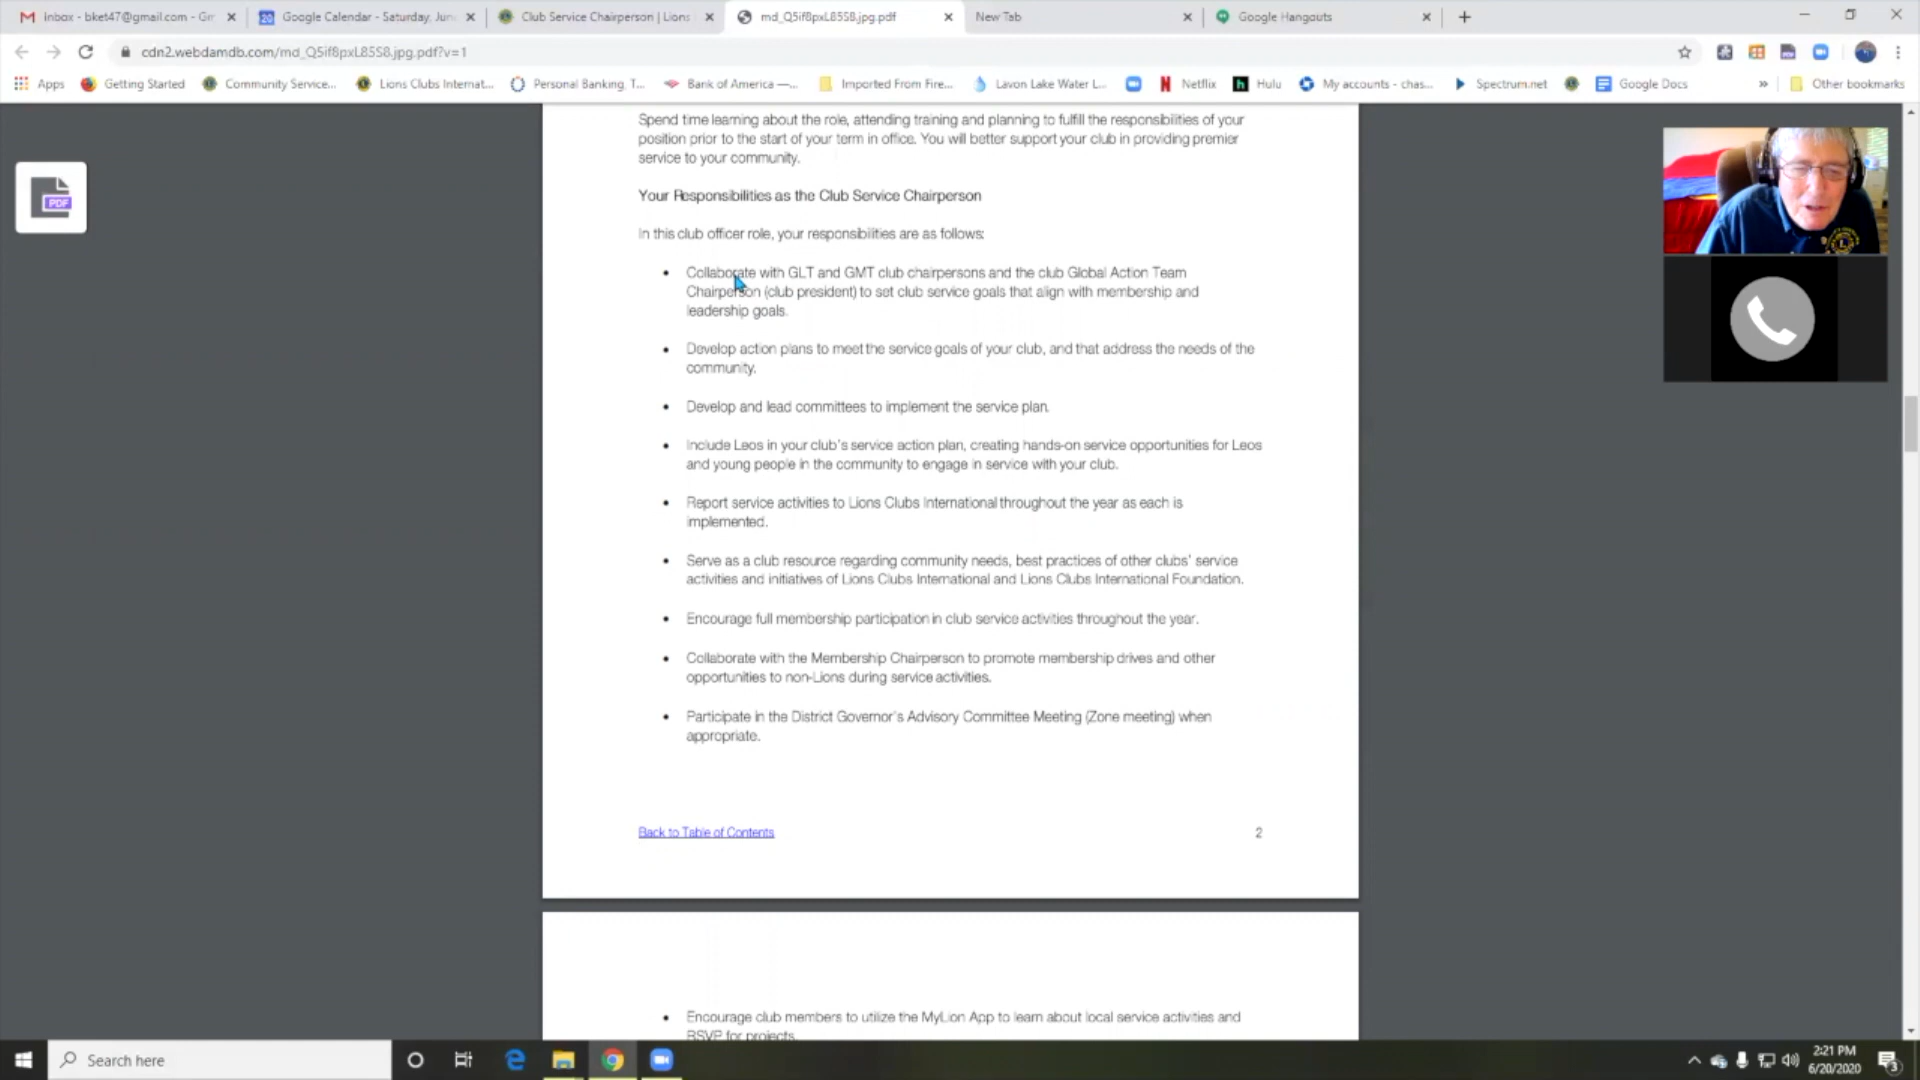 Inbox - bket47@gmail.com - Gm
Google Calendar - Saturday, Jun
Club Service Chairperson | Lions
md_Q5if8pxL85S8.jpg.pdf
New Tab
Google Hangouts
cdn2.webdamdb.com/md_Q5if8pxL85S8.jpg.pdf?v=1
Apps
Getting Started
Community Service...
Lions Clubs Internat...
Personal Banking, T...
Bank of America —...
Imported From Fire...
Lavon Lake Water L...
Netflix
Hulu
My accounts - chas...
Spectrum.net
Google Docs
»
Other bookmarks
PDF
Spend time learning about the role, attending training and planning to fulfill the responsibilities of your
position prior to the start of your term in office. You will better support your club in providing premier
service to your community.
Your Responsibilities as the Club Service Chairperson
In this club officer role, your responsibilities are as follows:
• Collaborate with GLT and GMT club chairpersons and the club Global Action Team
Chairperson (club president) to set club service goals that align with membership and
leadership goals.
• Develop action plans to meet the service goals of your club, and that address the needs of the
community.
• Develop and lead committees to implement the service plan.
• Include Leos in your club's service action plan, creating hands-on service opportunities for Leos
and young people in the community to engage in service with your club.
• Report service activities to Lions Clubs International throughout the year as each is
implemented.
• Serve as a club resource regarding community needs, best practices of other clubs' service
activities and initiatives of Lions Clubs International and Lions Clubs International Foundation.
• Encourage full membership participation in club service activities throughout the year.
• Collaborate with the Membership Chairperson to promote membership drives and other
opportunities to non-Lions during service activities.
• Participate in the District Governor's Advisory Committee Meeting (Zone meeting) when
appropriate.
Back to Table of Contents
2
• Encourage club members to utilize the MyLion App to learn about local service activities and
RSVP for projects.
Search here
2:21 PM
6/20/2020
3